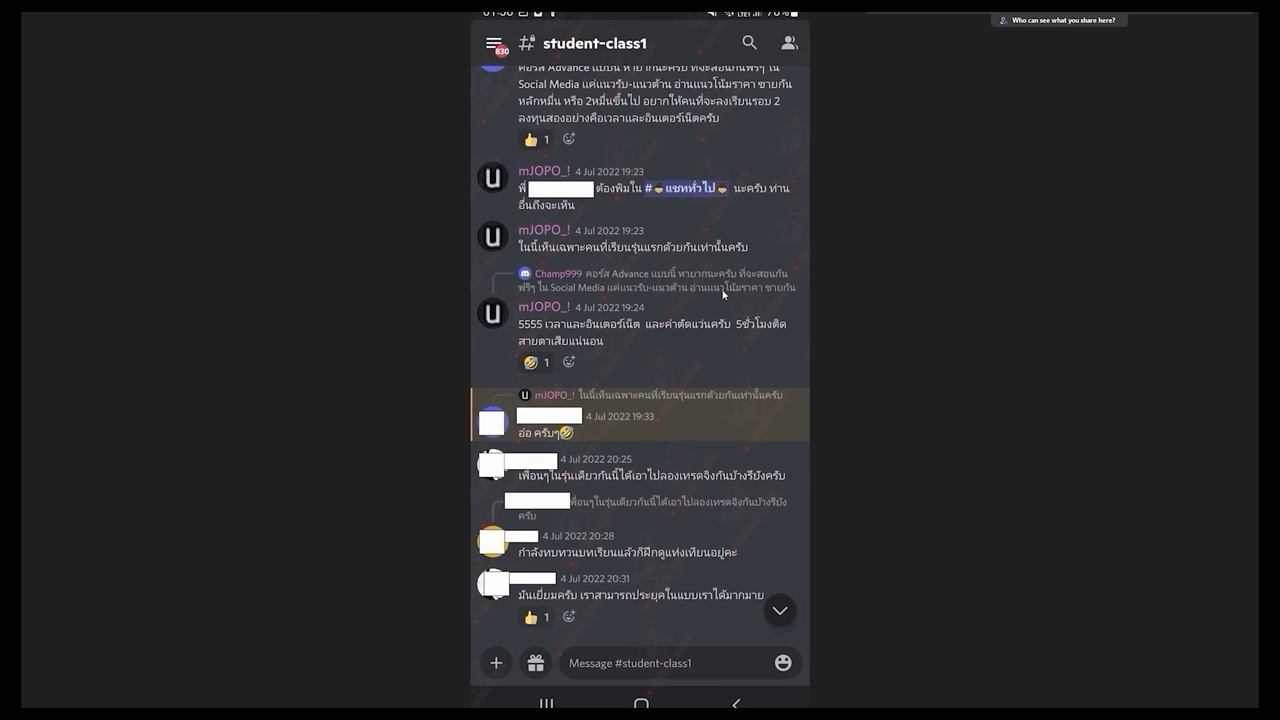 Who can see what you share here?
student-class1
830
คอร์ส Advance แบบนี้ หายากนะครับ ที่จะสอนกันฟรีๆ ใน
Social Media แค่แนวรับ-แนวต้าน อ่านแนวโน้มราคา ขายกัน
หลักหมื่น หรือ 2หมื่นขึ้นไป อยากให้คนที่จะลงเรียนรอบ 2
ลงทุนสองอย่างคือเวลาและอินเตอร์เน็ตครับ
1
mJOPO_! 4 Jul 2022 19:23
พี่ ต้องพิมใน #แชททั่วไป นะครับ ท่าน
อื่นถึงจะเห็น
mJOPO_! 4 Jul 2022 19:23
ในนี้เห็นเฉพาะคนที่เรียนรุ่นแรกด้วยกันเท่านั้นครับ
Champ999 คอร์ส Advance แบบนี้ หายากนะครับ ที่จะสอนกัน
ฟรีๆ ใน Social Media แค่แนวรับ-แนวต้าน อ่านแนวโน้มราคา ขายกัน
mJOPO_! 4 Jul 2022 19:24
5555 เวลาและอินเตอร์เน็ต และค่าตัดแว่นครับ 5ชั่วโมงติด
สายตาเสียแน่นอน
1
mJOPO_! ในนี้เห็นเฉพาะคนที่เรียนรุ่นแรกด้วยกันเท่านั้นครับ
4 Jul 2022 19:33
อ๋อ ครับๆ🤣
4 Jul 2022 20:25
เพื่อนๆในรุ่นเดียวกันนี้ได้เอาไปลองเทรดจิงกันบ้างรึยังครับ
พื่อนๆในรุ่นเดียวกันนี้ได้เอาไปลองเทรดจิงกันบ้างรึยัง
ครับ
4 Jul 2022 20:28
กำลังทบทวนบทเรียนแล้วก็ฝึกดูแท่งเทียนอยู่คะ
4 Jul 2022 20:31
มันเยี่ยมครับ เราสามารถประยุคในแบบเราได้มากมาย
1
Message #student-class1